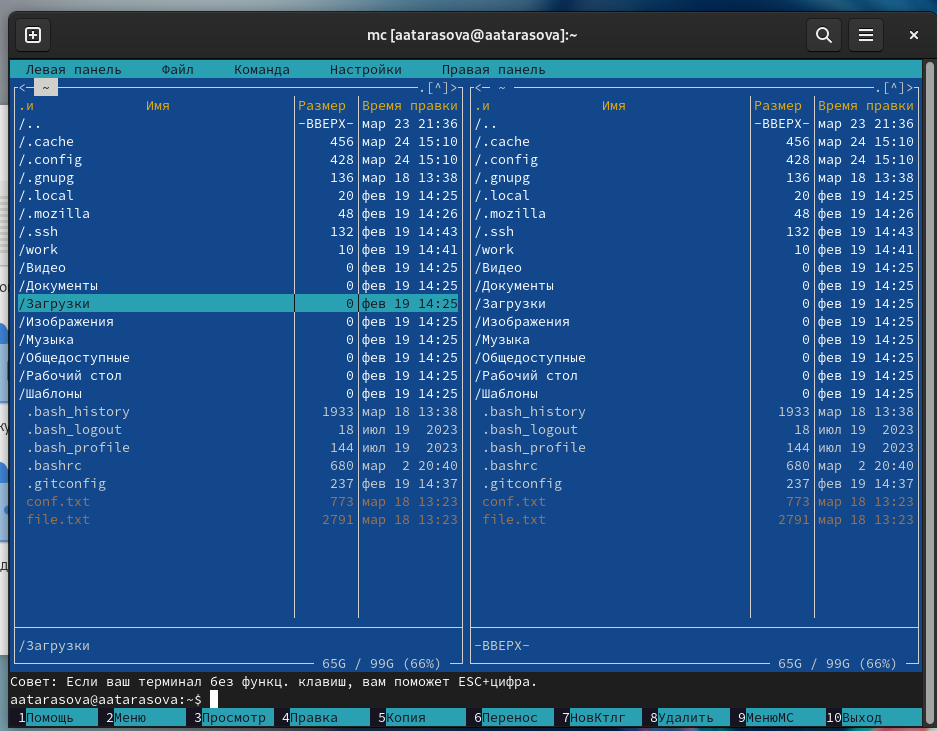 mc [aatarasova@aatarasova]:~
Левая панель Файл Команда Настройки Правая панель
<─ ~ .[^]> <─ ~ .[^]>
.и Имя Размер Время правки .и Имя Размер Время правки
/.. -ВВЕРХ- мар 23 21:36 /.. -ВВЕРХ- мар 23 21:36
/.cache 456 мар 24 15:10 /.cache 456 мар 24 15:10
/.config 428 мар 24 15:10 /.config 428 мар 24 15:10
/.gnupg 136 мар 18 13:38 /.gnupg 136 мар 18 13:38
/.local 20 фев 19 14:25 /.local 20 фев 19 14:25
/.mozilla 48 фев 19 14:26 /.mozilla 48 фев 19 14:26
/.ssh 132 фев 19 14:43 /.ssh 132 фев 19 14:43
/work 10 фев 19 14:41 /work 10 фев 19 14:41
/Видео 0 фев 19 14:25 /Видео 0 фев 19 14:25
/Документы 0 фев 19 14:25 /Документы 0 фев 19 14:25
/Загрузки 0 фев 19 14:25 /Загрузки 0 фев 19 14:25
/Изображения 0 фев 19 14:25 /Изображения 0 фев 19 14:25
/Музыка 0 фев 19 14:25 /Музыка 0 фев 19 14:25
/Общедоступные 0 фев 19 14:25 /Общедоступные 0 фев 19 14:25
/Рабочий стол 0 фев 19 14:25 /Рабочий стол 0 фев 19 14:25
/Шаблоны 0 фев 19 14:25 /Шаблоны 0 фев 19 14:25
.bash_history 1933 мар 18 13:38 .bash_history 1933 мар 18 13:38
.bash_logout 18 июл 19 2023 .bash_logout 18 июл 19 2023
.bash_profile 144 июл 19 2023 .bash_profile 144 июл 19 2023
.bashrc 680 мар 2 20:40 .bashrc 680 мар 2 20:40
.gitconfig 237 фев 19 14:37 .gitconfig 237 фев 19 14:37
conf.txt 773 мар 18 13:23 conf.txt 773 мар 18 13:23
file.txt 2791 мар 18 13:23 file.txt 2791 мар 18 13:23
/Загрузки -ВВЕРХ-
65G / 99G (66%) 65G / 99G (66%)
Совет: Если ваш терминал без функц. клавиш, вам поможет ESC+цифра.
aatarasova@aatarasova:~$
1Помощь 2Меню 3Просмотр 4Правка 5Копия 6Перенос 7НовКтлг 8Удалить 9МенюМС 10Выход